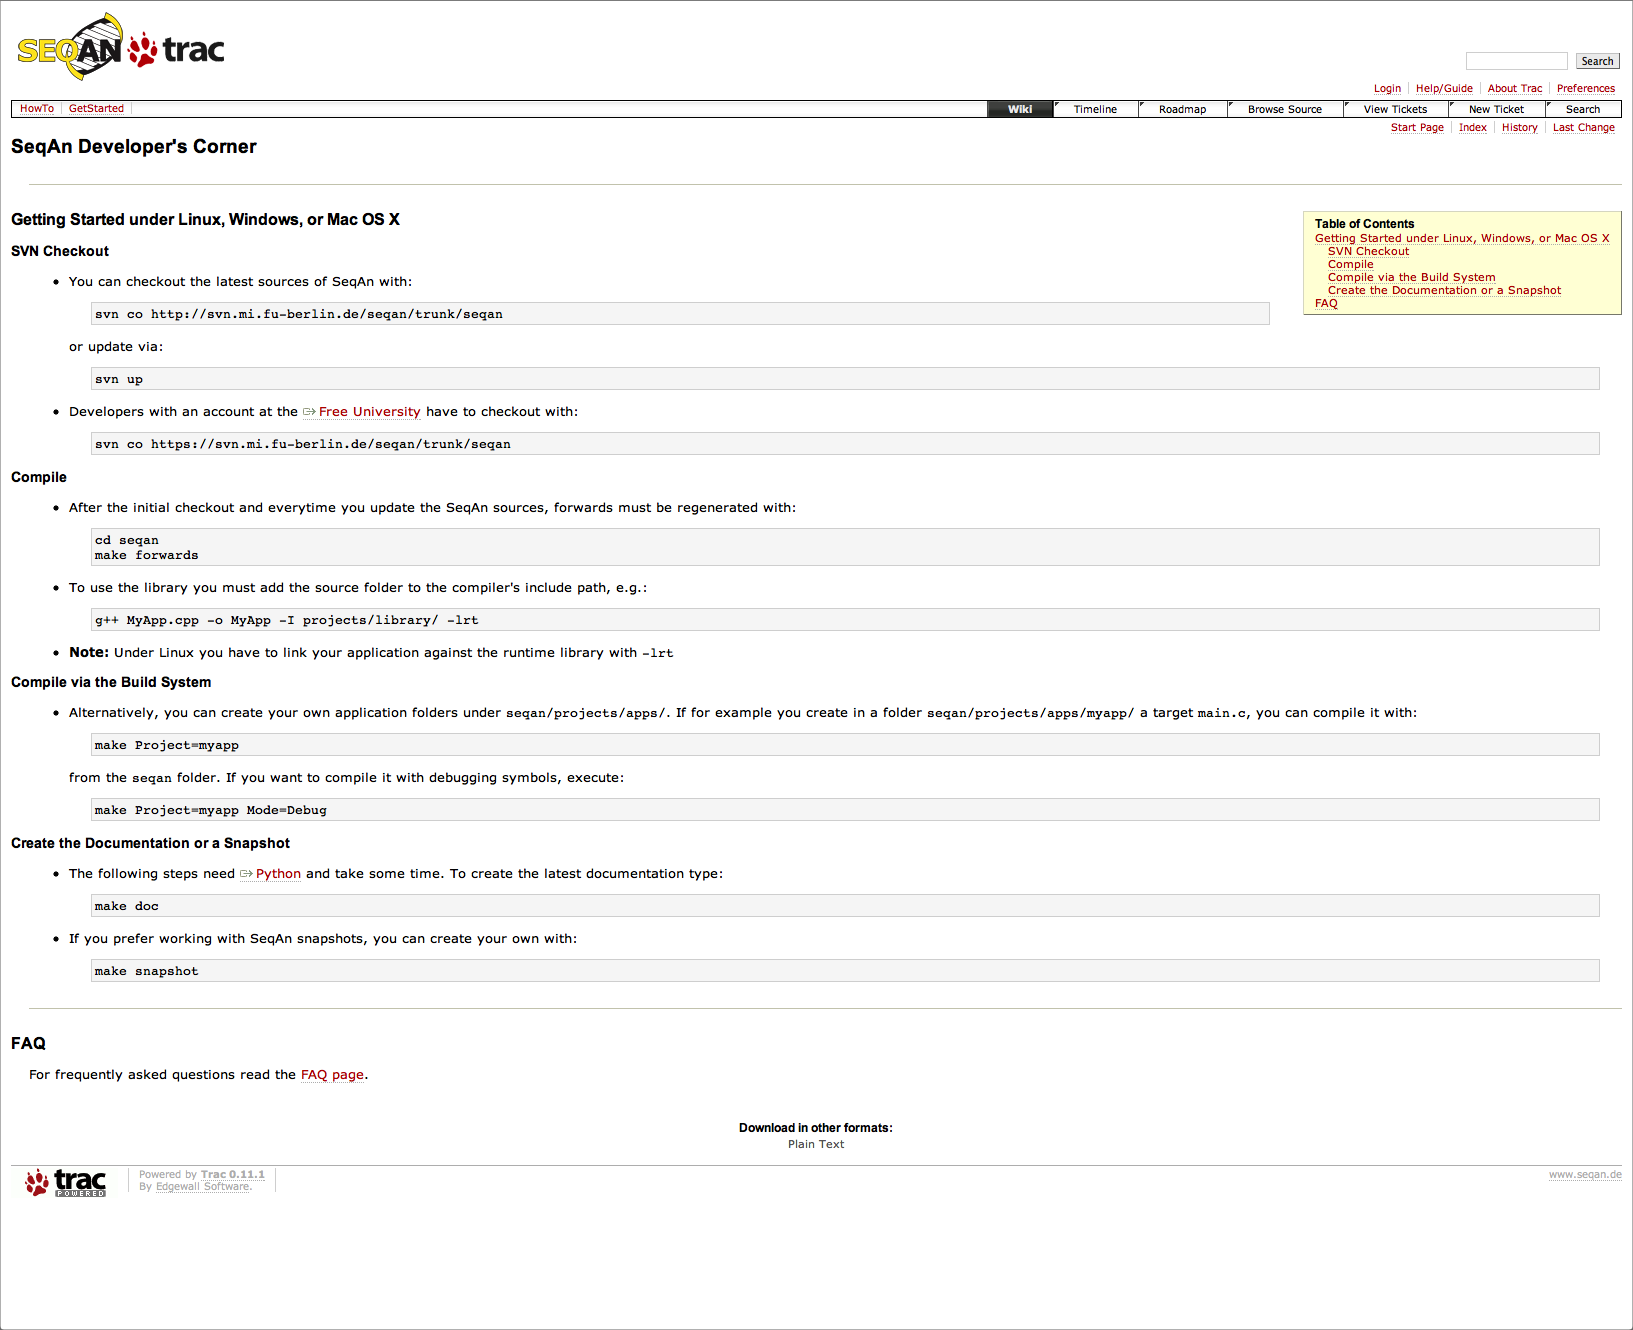 SEQAN trac
Search
Login Help/Guide About Trac Preferences
HowTo GetStarted Wiki Timeline Roadmap Browse Source View Tickets New Ticket Search
Start Page Index History Last Change
SeqAn Developer's Corner
Getting Started under Linux, Windows, or Mac OS X
Table of Contents
Getting Started under Linux, Windows, or Mac OS X
SVN Checkout
Compile
Compile via the Build System
Create the Documentation or a Snapshot
FAQ
SVN Checkout
You can checkout the latest sources of SeqAn with:
svn co http://svn.mi.fu-berlin.de/seqan/trunk/seqan
or update via:
svn up
Developers with an account at the Free University have to checkout with:
svn co https://svn.mi.fu-berlin.de/seqan/trunk/seqan
Compile
After the initial checkout and everytime you update the SeqAn sources, forwards must be regenerated with:
cd seqan
make forwards
To use the library you must add the source folder to the compiler's include path, e.g.:
g++ MyApp.cpp -o MyApp -I projects/library/ -lrt
Note: Under Linux you have to link your application against the runtime library with -lrt
Compile via the Build System
Alternatively, you can create your own application folders under seqan/projects/apps/. If for example you create in a folder seqan/projects/apps/myapp/ a target main.c, you can compile it with:
make Project=myapp
from the seqan folder. If you want to compile it with debugging symbols, execute:
make Project=myapp Mode=Debug
Create the Documentation or a Snapshot
The following steps need Python and take some time. To create the latest documentation type:
make doc
If you prefer working with SeqAn snapshots, you can create your own with:
make snapshot
FAQ
For frequently asked questions read the FAQ page.
Download in other formats:
Plain Text
trac POWERED
Powered by Trac 0.11.1
By Edgewall Software.
www.seqan.de